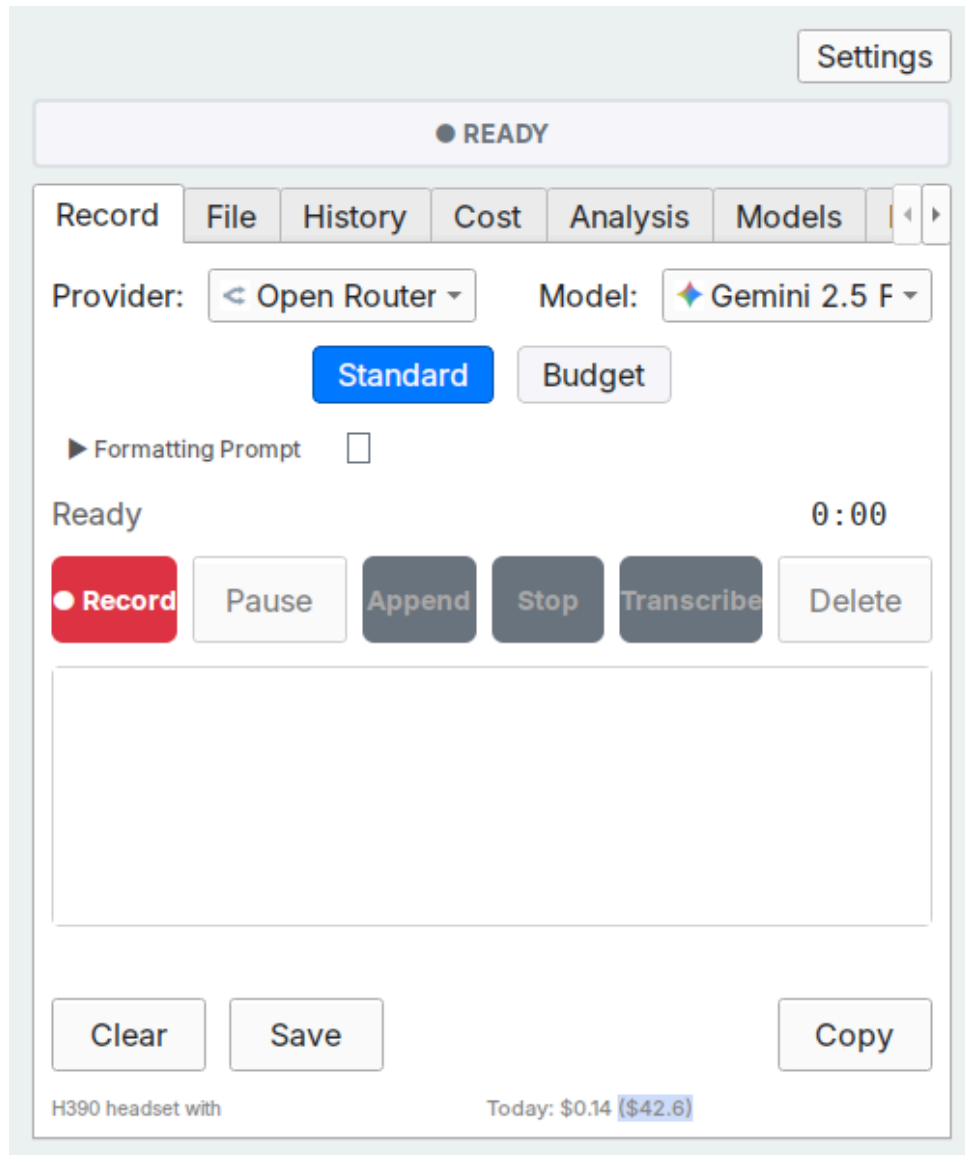 Settings
● READY
Record File History Cost Analysis Models
Provider: Open Router Model: Gemini 2.5 F
Standard Budget
▶ Formatting Prompt
Ready 0:00
● Record Pause Append Stop Transcribe Delete
Clear Save Copy
H390 headset with Today: $0.14 ($42.6)